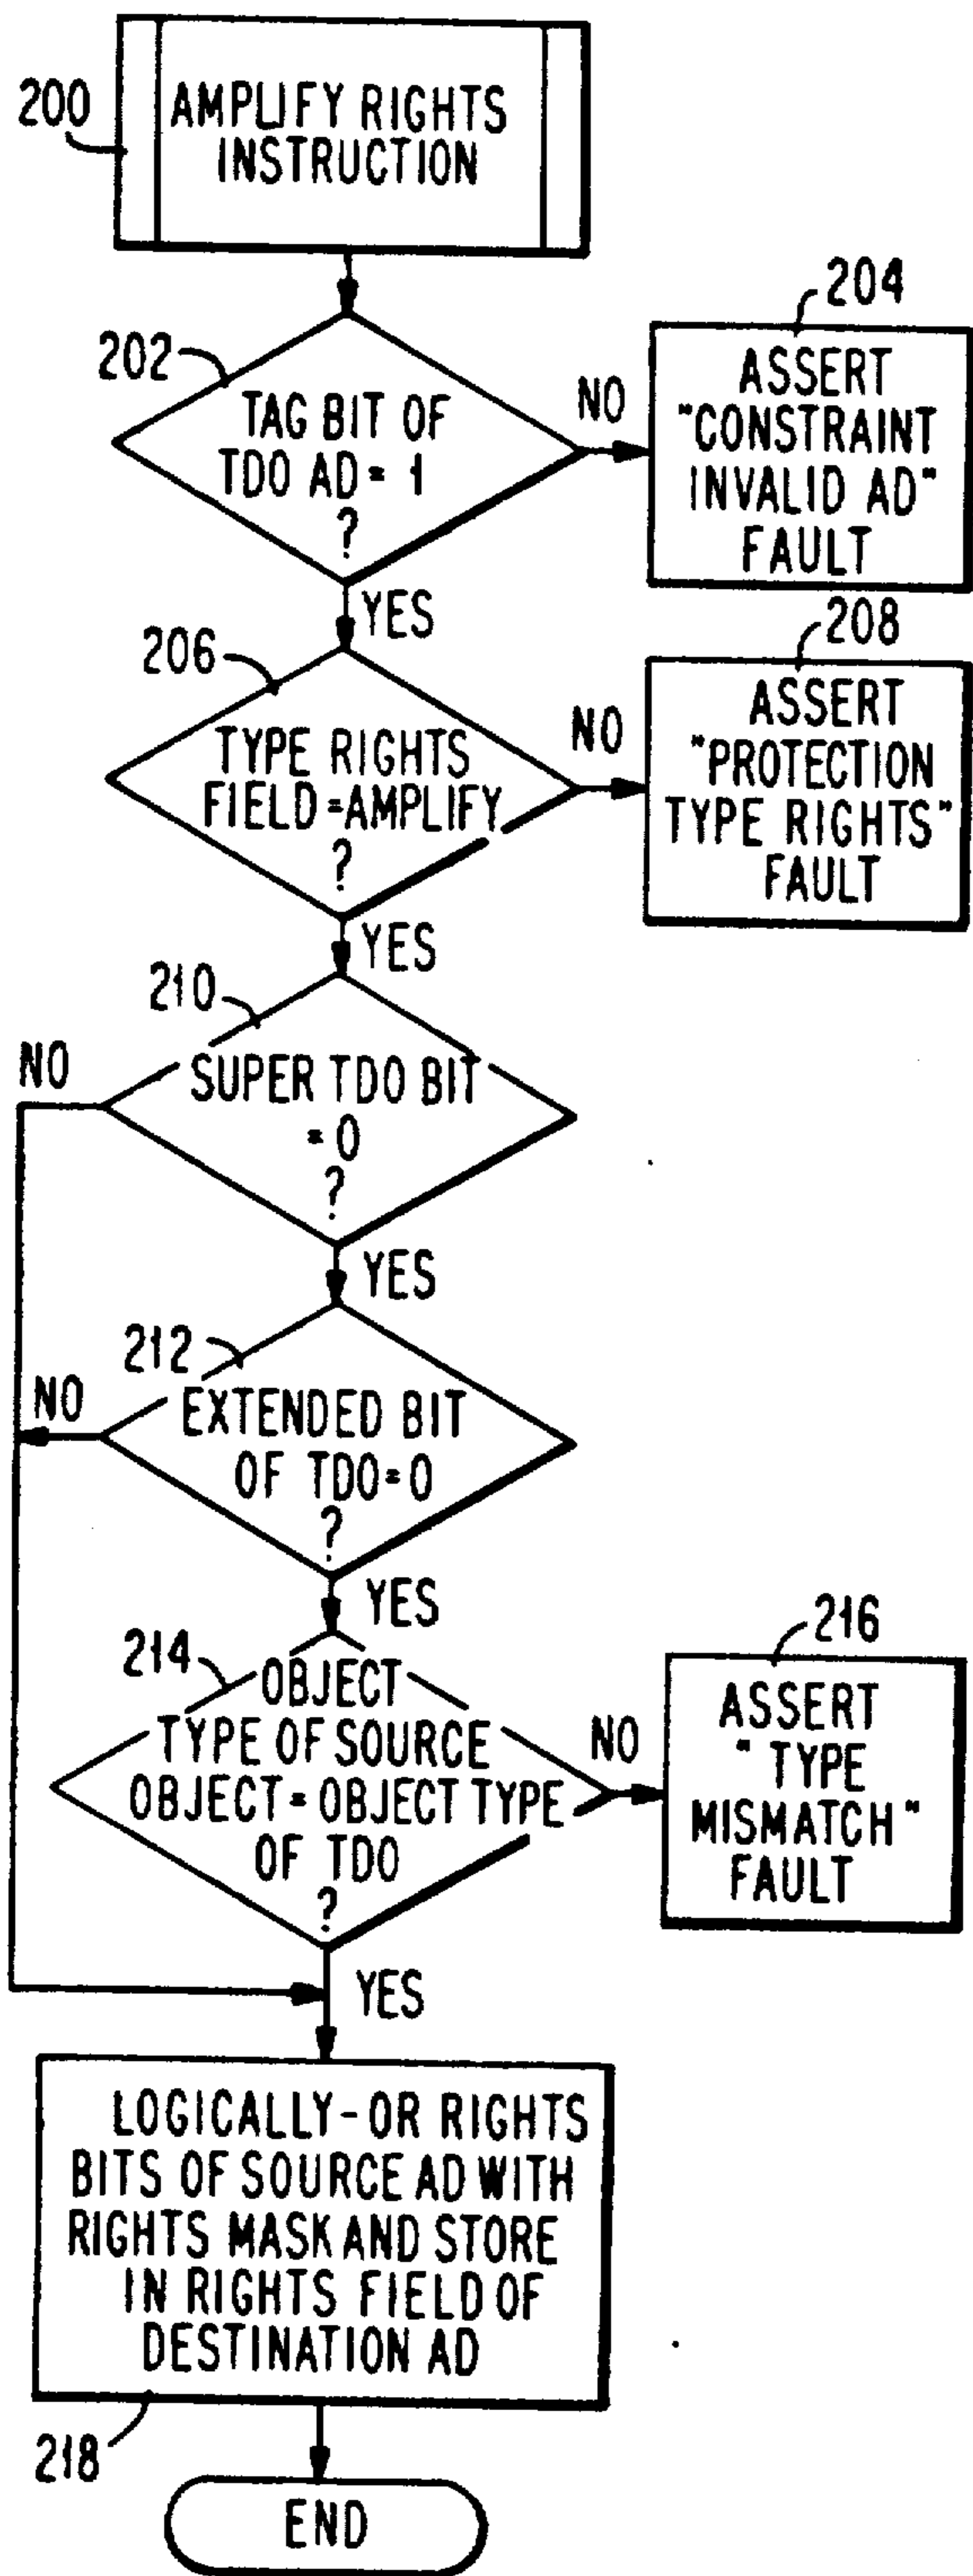 200
AMPLIFY RIGHTS
INSTRUCTION
202
TAG BIT OF
TDO AD = 1
?
NO
204
ASSERT
"CONSTRAINT
INVALID AD"
FAULT
YES
206
TYPE RIGHTS
FIELD = AMPLIFY
?
NO
208
ASSERT
"PROTECTION
TYPE RIGHTS"
FAULT
YES
210
NO
SUPER TDO BIT
= 0
?
YES
212
NO
EXTENDED BIT
OF TDO = 0
?
YES
214
OBJECT
TYPE OF SOURCE
OBJECT = OBJECT TYPE
OF TDO
?
NO
216
ASSERT
" TYPE
MISMATCH "
FAULT
YES
LOGICALLY-OR RIGHTS
BITS OF SOURCE AD WITH
RIGHTS MASK AND STORE
IN RIGHTS FIELD OF
DESTINATION AD
218
END